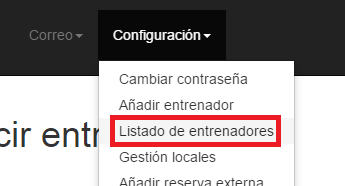 Correo Configuración
Cambiar contraseña
Añadir entrenador
cir entr
Listado de entrenadores
Gestión locales
Añadir reserva externa